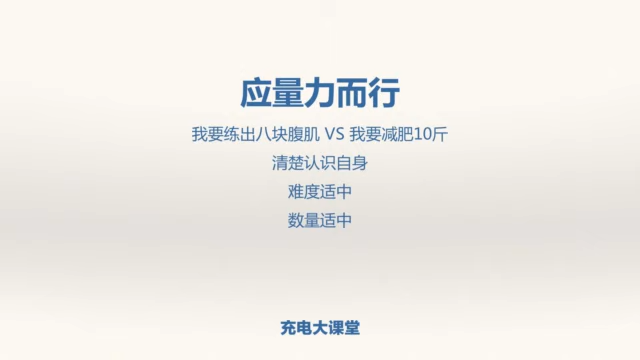 应量力而行
我要练出八块腹肌 VS 我要减肥10斤
清楚认识自身
难度适中
数量适中
充电大课堂